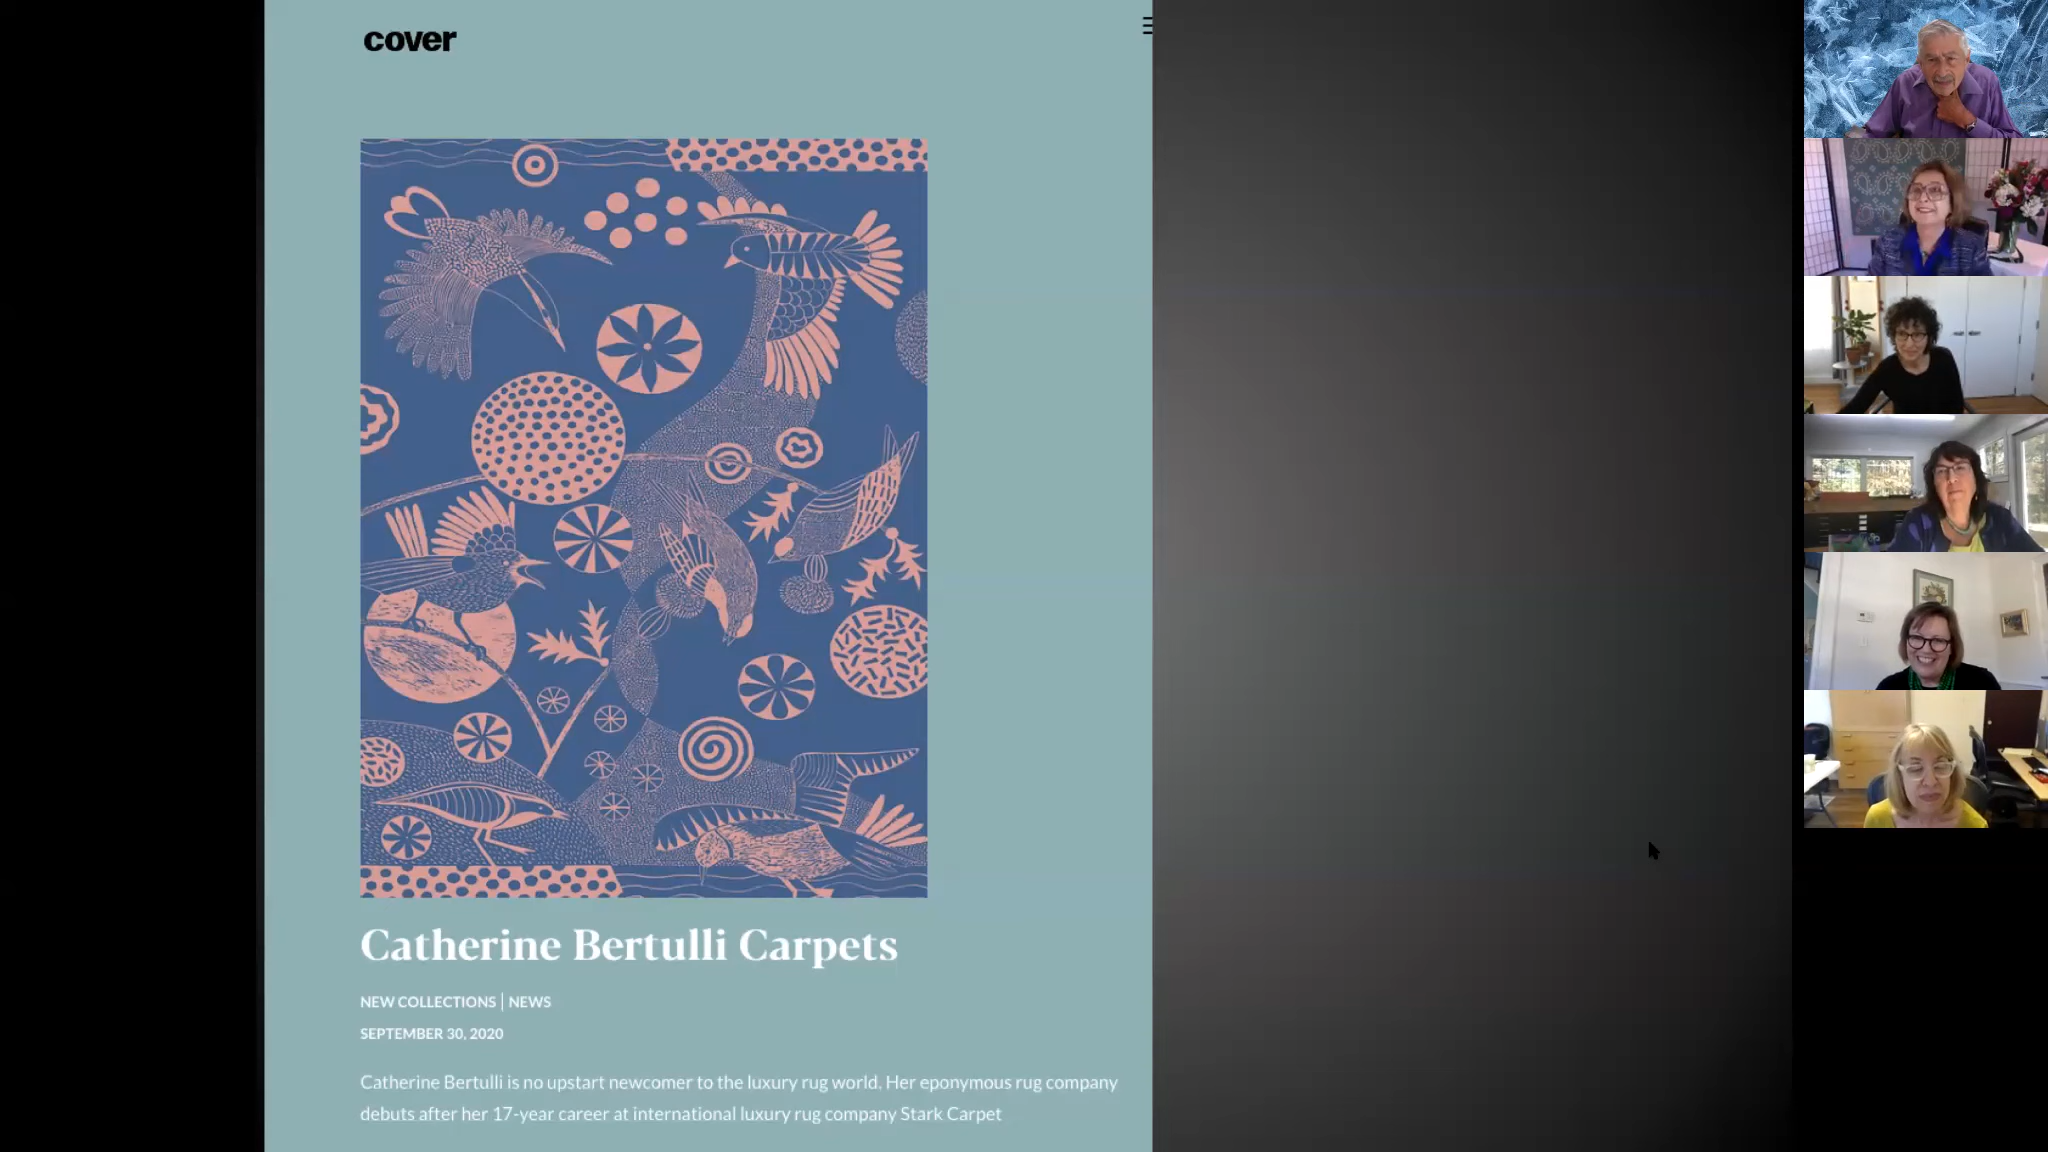 cover
Catherine Bertulli Carpets
NEW COLLECTIONS | NEWS
SEPTEMBER 30, 2020
Catherine Bertulli is no upstart newcomer to the luxury rug world. Her eponymous rug company
debuts after her 17-year career at international luxury rug company Stark Carpet